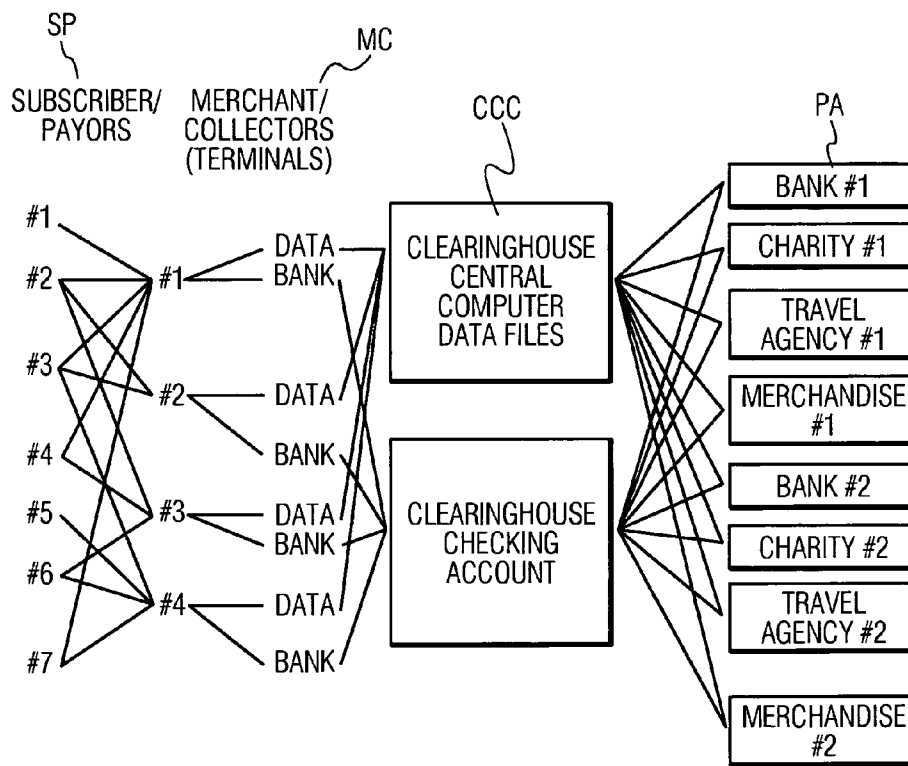 SP
MC
SUBSCRIBER/
PAYORS
MERCHANT/
COLLECTORS
(TERMINALS)
CCC
PA
#1
#2
#3
#4
#5
#6
#7
#1
#2
#3
#4
DATA
BANK
DATA
BANK
DATA
BANK
DATA
BANK
CLEARINGHOUSE
CENTRAL
COMPUTER
DATA FILES
CLEARINGHOUSE
CHECKING
ACCOUNT
BANK #1
CHARITY #1
TRAVEL
AGENCY #1
MERCHANDISE
#1
BANK #2
CHARITY #2
TRAVEL
AGENCY #2
MERCHANDISE
#2